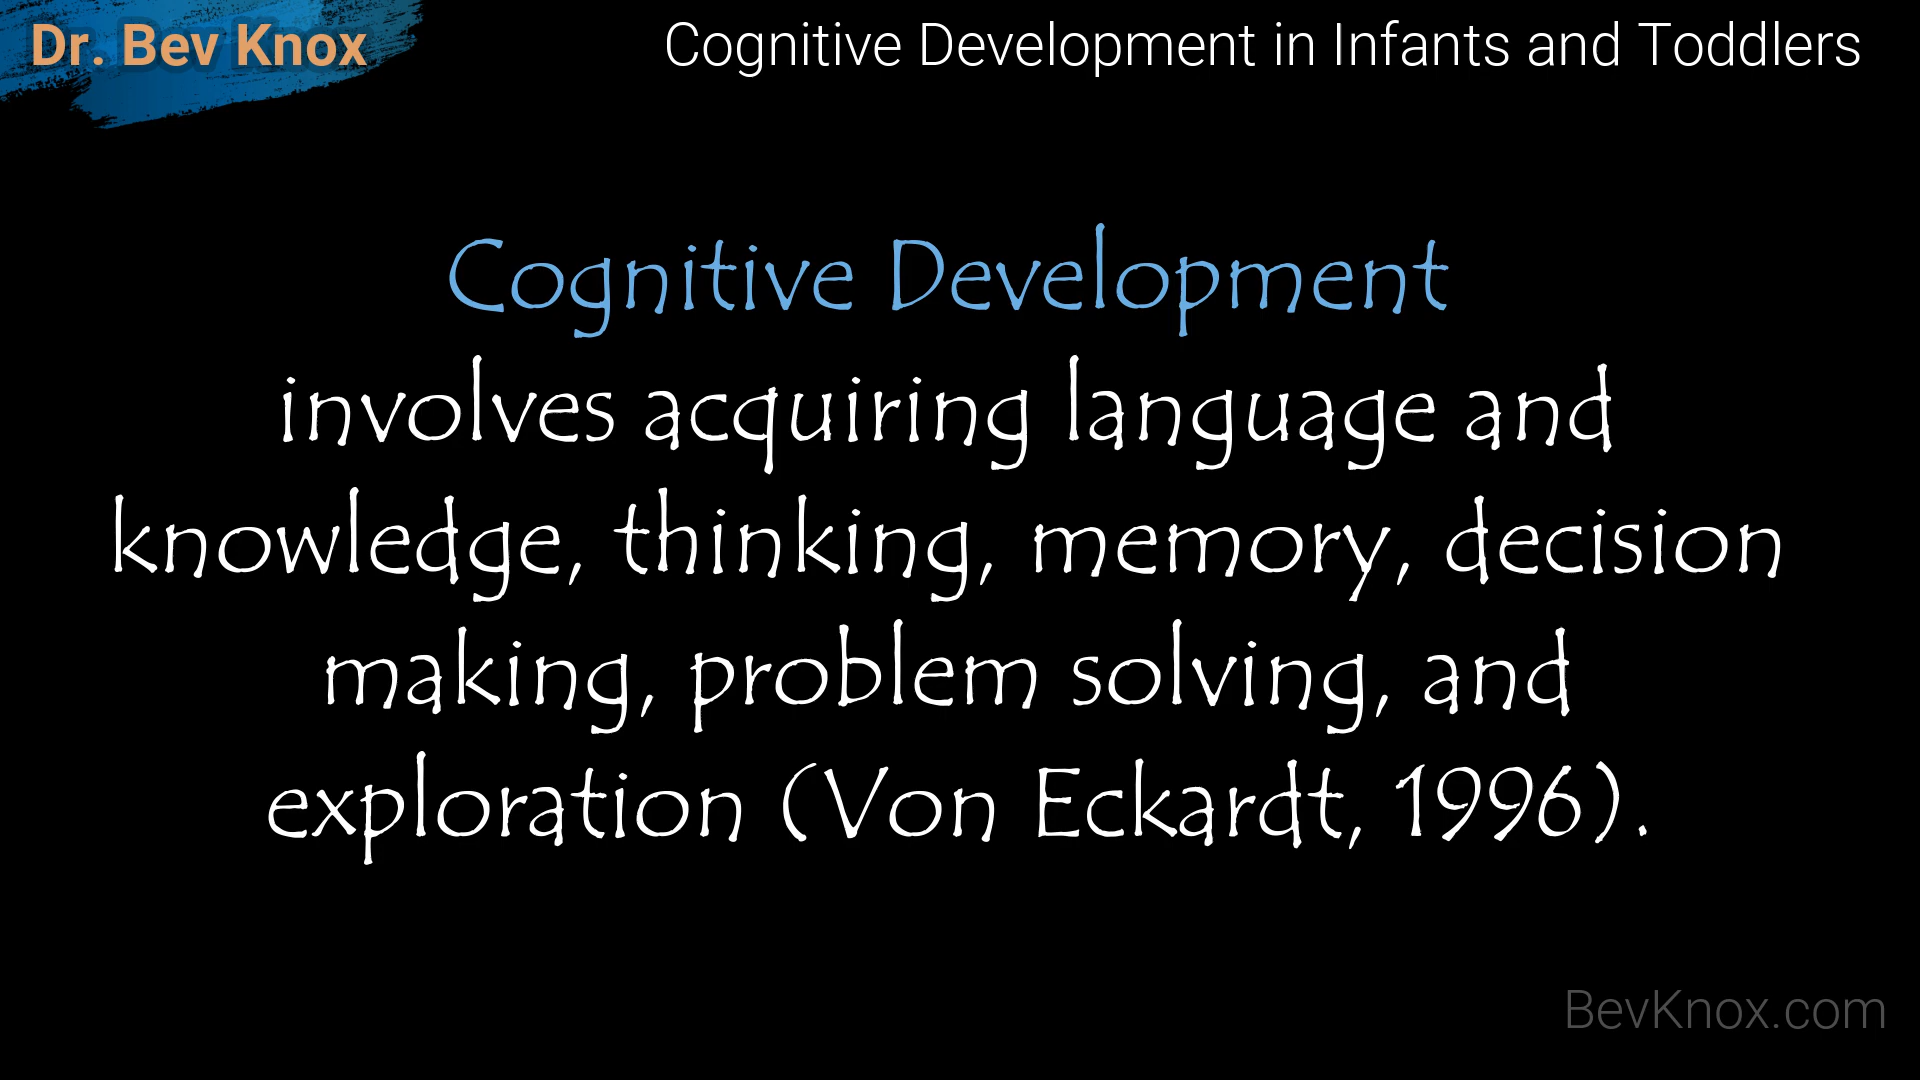 Dr. Bev Knox
Cognitive Development in Infants and Toddlers
Cognitive Development
involves acquiring language and
knowledge, thinking, memory, decision
making, problem solving, and
exploration (Von Eckardt, 1996).
BevKnox.com